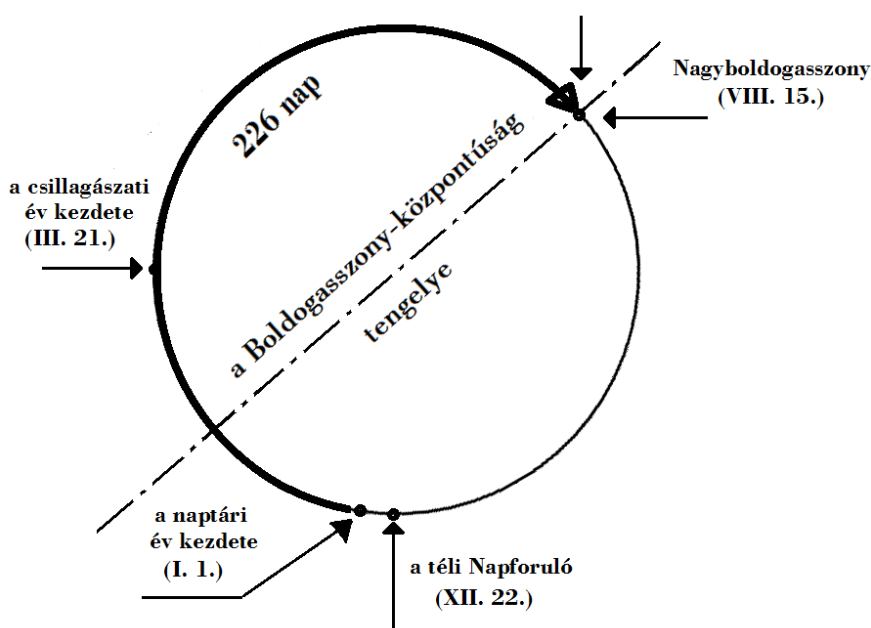 Nagyboldogasszony
(VIII. 15.)
226 nap
a csillagászati
év kezdete
(III. 21.)
a Boldogasszony-központúság
tengelye
a naptári
év kezdete
(I. 1.)
a téli Napforuló
(XII. 22.)